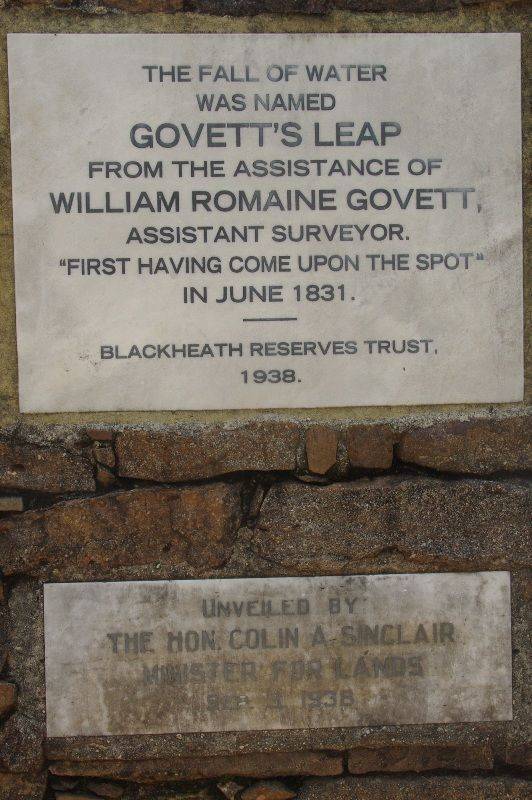 THE FALL OF WATER
WAS NAMED
GOVETT'S LEAP
FROM THE ASSISTANCE OF
WILLIAM ROMAINE GOVETT,
ASSISTANT SURVEYOR.
"FIRST HAVING COME UPON THE SPOT"
IN JUNE 1831.
BLACKHEATH RESERVES TRUST,
1938.
UNVEILED BY
THE HON. COLIN A. SINCLAIR
MINISTER FOR LANDS
1938